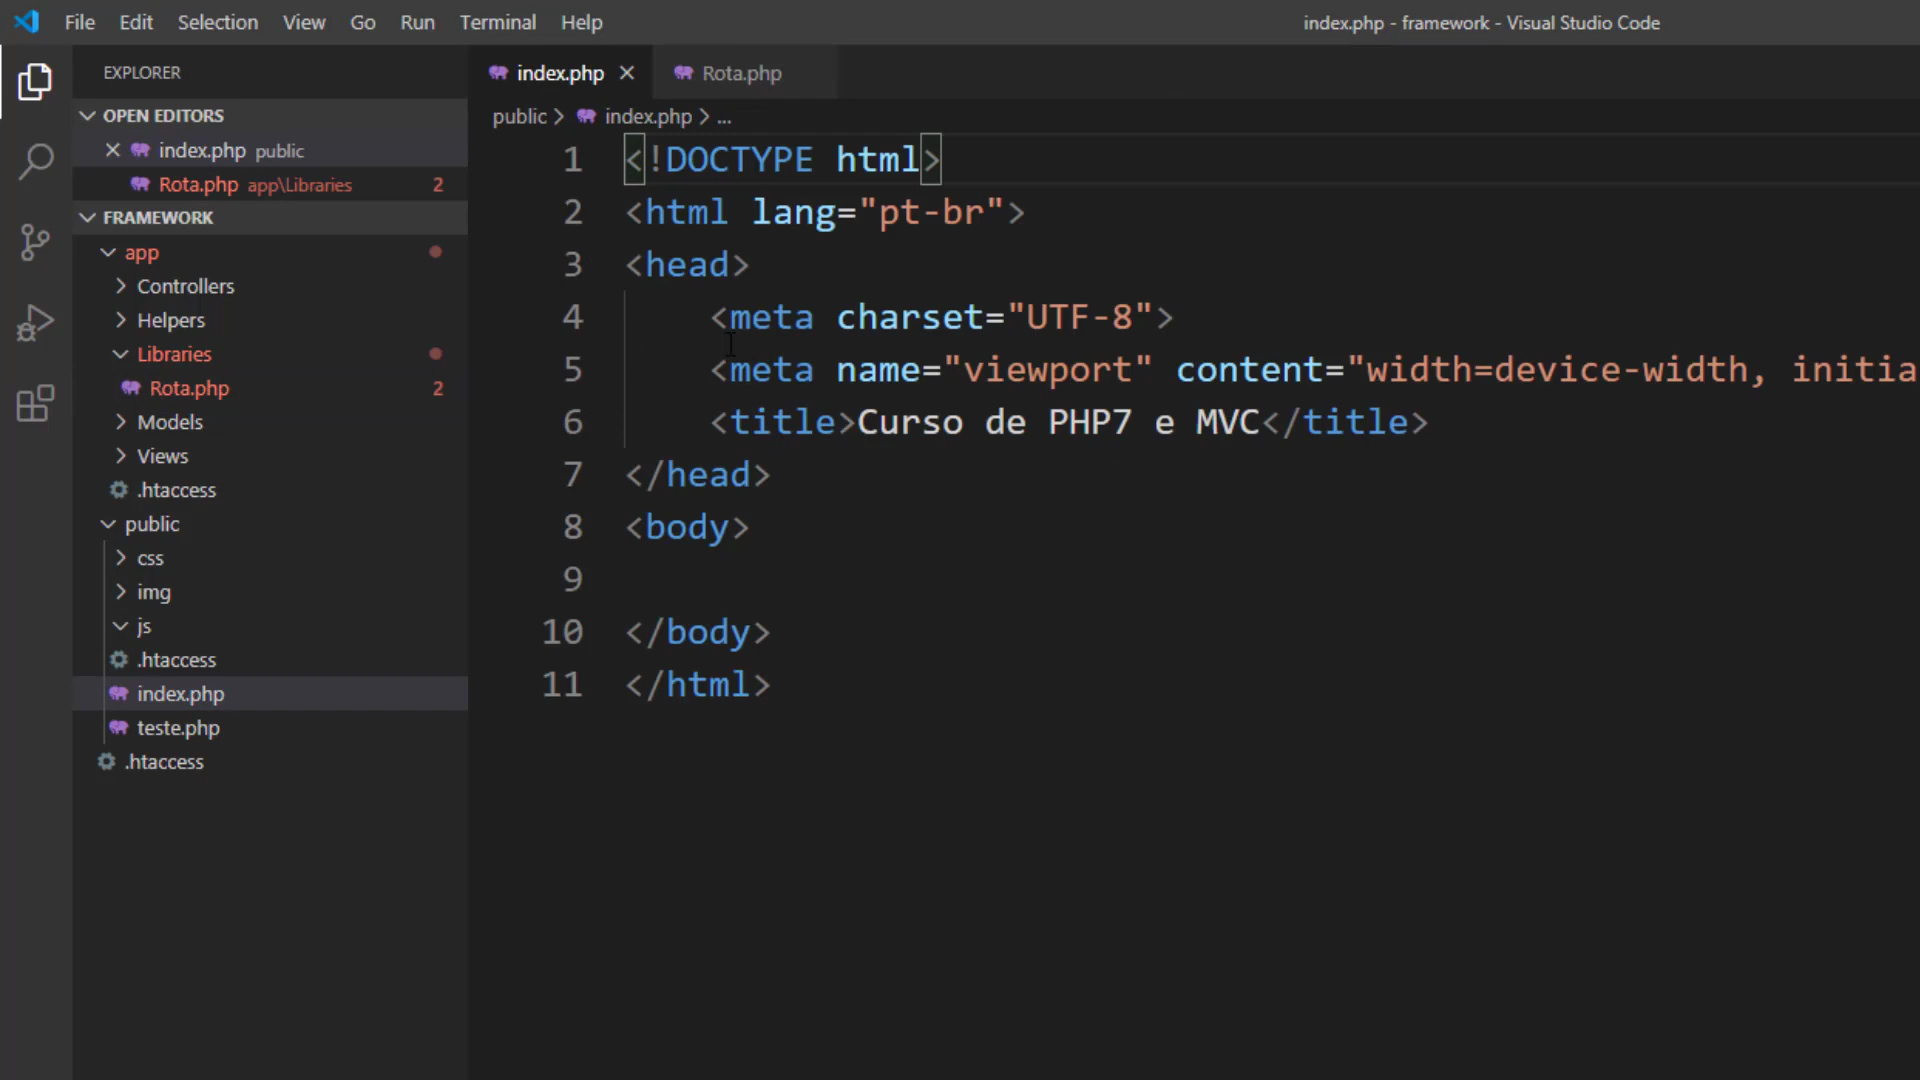 File Edit Selection View Go Run Terminal Help
index.php - framework - Visual Studio Code
EXPLORER
OPEN EDITORS
index.php public
Rota.php app\Libraries 2
FRAMEWORK
app
Controllers
Helpers
Libraries
Rota.php 2
Models
Views
.htaccess
public
css
img
js
.htaccess
index.php
teste.php
.htaccess
index.php
Rota.php
public > index.php > ...
1 <!DOCTYPE html>
2 <html lang="pt-br">
3 <head>
4 <meta charset="UTF-8">
5 <meta name="viewport" content="width=device-width, initia
6 <title>Curso de PHP7 e MVC</title>
7 </head>
8 <body>
9
10 </body>
11 </html>